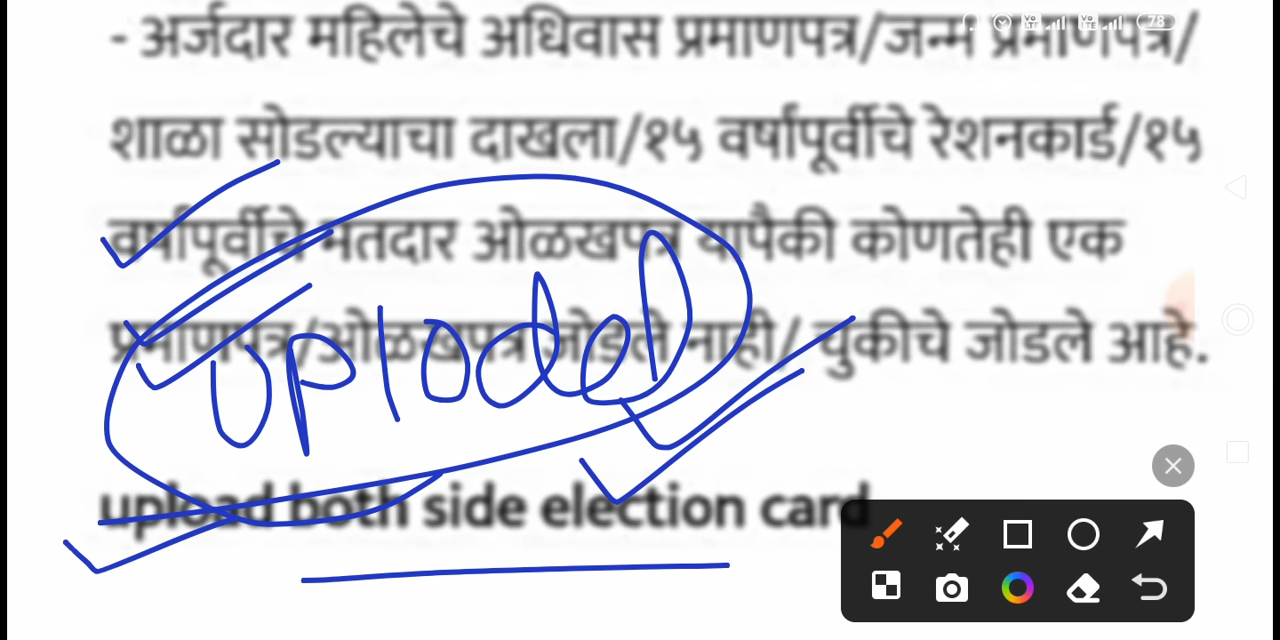 78
- अर्जदार महिलेचे अधिवास प्रमाणपत्र/जन्म प्रमाणपत्र/
शाळा सोडल्याचा दाखला/१५ वर्षापूर्वीचे रेशनकार्ड/१५
वर्षापूर्वीचे मतदार ओळखपत्र यापैकी कोणतेही एक
प्रमाणपत्र/ओळखपत्र जोडले नाही/ चुकीचे जोडले आहे.
Uploded
upload both side election card